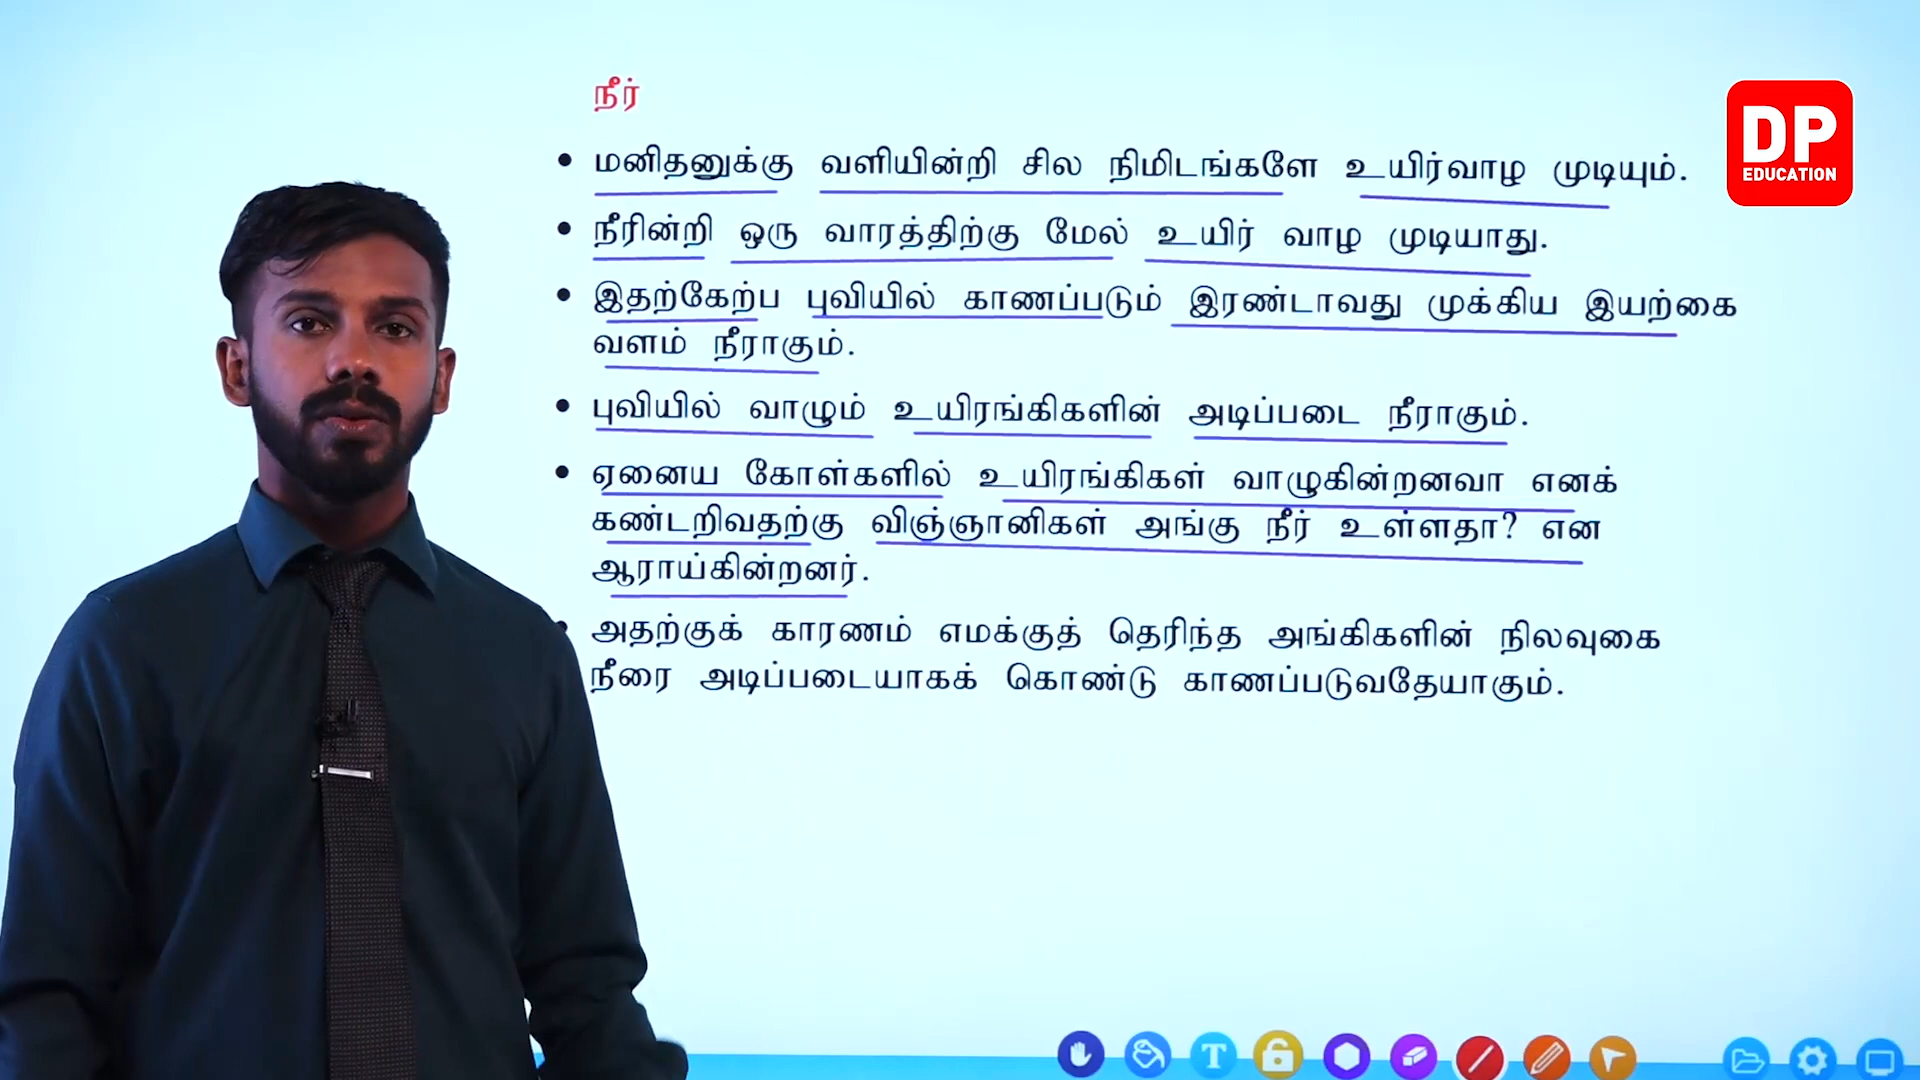 நீர்
DP
EDUCATION
• மனிதனுக்கு வளியின்றி சில நிமிடங்களே உயிர்வாழ முடியும்.
• நீரின்றி ஒரு வாரத்திற்கு மேல் உயிர் வாழ முடியாது.
• இதற்கேற்ப புவியில் காணப்படும் இரண்டாவது முக்கிய இயற்கை
வளம் நீராகும்.
• புவியில் வாழும் உயிரங்கிகளின் அடிப்படை நீராகும்.
• ஏனைய கோள்களில் உயிரங்கிகள் வாழுகின்றனவா எனக்
கண்டறிவதற்கு விஞ்ஞானிகள் அங்கு நீர் உள்ளதா? என
ஆராய்கின்றனர்.
• அதற்குக் காரணம் எமக்குத் தெரிந்த அங்கிகளின் நிலவுகை
நீரை அடிப்படையாகக் கொண்டு காணப்படுவதேயாகும்.
T